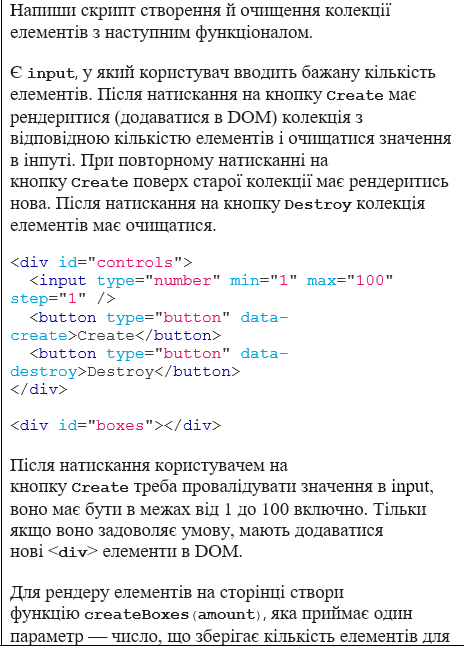 Напиши скрипт створення й очищення колекції
елементів з наступним функціоналом.
Є input, у який користувач вводить бажану кількість
елементів. Після натискання на кнопку Create має
рендеритися (додаватися в DOM) колекція з
відповідною кількістю елементів і очищатися значення
в інпуті. При повторному натисканні на
кнопку Create поверх старої колекції має рендеритись
нова. Після натискання на кнопку Destroy колекція
елементів має очищатися.
<div id="controls">
  <input type="number" min="1" max="100"
step="1" />
  <button type="button" data-
create>Create</button>
  <button type="button" data-
destroy>Destroy</button>
</div>
<div id="boxes"></div>
Після натискання користувачем на
кнопку Create треба провалідувати значення в input,
воно має бути в межах від 1 до 100 включно. Тільки
якщо воно задоволяє умову, мають додаватися
нові <div> елементи в DOM.
Для рендеру елементів на сторінці створи
функцію createBoxes(amount), яка приймає один
параметр — число, що зберігає кількість елементів для